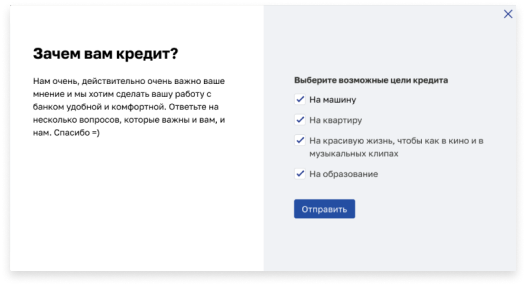 Зачем вам кредит?
Нам очень, действительно очень важно ваше
мнение и мы хотим сделать вашу работу с
банком удобной и комфортной. Ответьте на
несколько вопросов, которые важны и вам, и
нам. Спасибо =)
Выберите возможные цели кредита
На машину
На квартиру
На красивую жизнь, чтобы как в кино и в
музыкальных клипах
На образование
Отправить